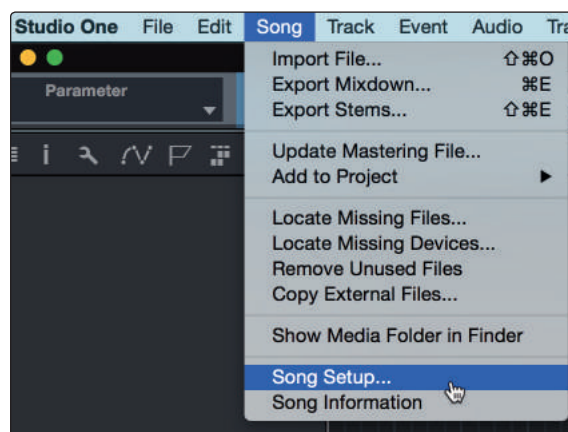 Studio One File Edit Song Track Event Audio
Parameter
Import File... ⇧⌘O
Export Mixdown... ⌘E
Export Stems... ⇧⌘E
Update Mastering File...
Add to Project ▶
Locate Missing Files...
Locate Missing Devices...
Remove Unused Files
Copy External Files...
Show Media Folder in Finder
Song Setup...
Song Information